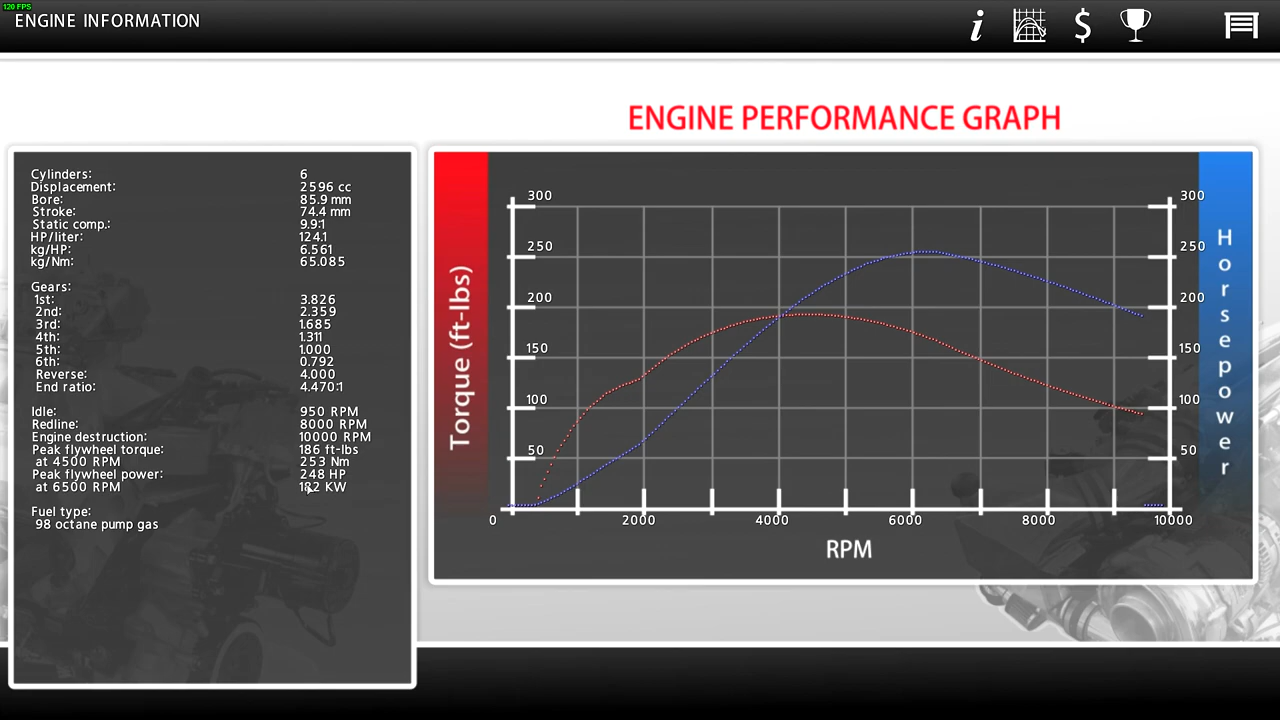 120 FPS
ENGINE INFORMATION
i
$
ENGINE PERFORMANCE GRAPH
Cylinders: 6
Displacement: 2596 cc
Bore: 85.9 mm
Stroke: 74.4 mm
Static comp.: 9.9:1
HP/liter: 124.1
kg/HP: 6.561
kg/Nm: 65.085
Gears:
1st: 3.826
2nd: 2.359
3rd: 1.685
4th: 1.311
5th: 1.000
6th: 0.792
Reverse: 4.000
End ratio: 4.470:1
Idle: 950 RPM
Redline: 8000 RPM
Engine destruction: 10000 RPM
Peak flywheel torque: 186 ft-lbs
at 4500 RPM 253 Nm
Peak flywheel power: 248 HP
at 6500 RPM 182 KW
Fuel type:
98 octane pump gas
Torque (ft-lbs)
300
250
200
150
100
50
0 2000 4000 6000 8000 10000
RPM
300
250
200
150
100
50
Horsepower